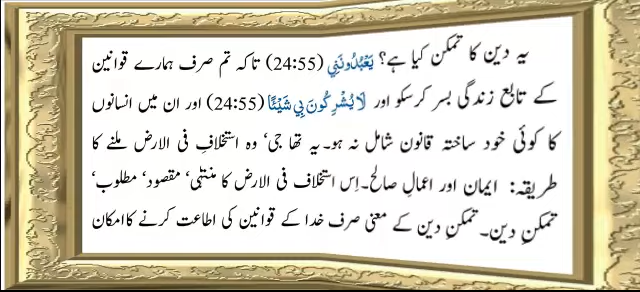 یہ دین کا تمکن کیا ہے؟ یَعْبُدُونَنِي (24:55) تاکہ تم صرف ہمارے قوانین
کے تابع زندگی بسر کرسکو اور لَا يُشْرِكُونَ بِي شَيْئًا (24:55) اور ان میں انسانوں
کا کوئی خود ساختہ قانون شامل نہ ہو۔ یہ تھا جی' وہ استخلافِ فی الارض ملنے کا
طریقہ: ایمان اور اعمالِ صالح۔ اِس استخلاف فی الارض کا منتہٰی' مقصود' مطلوب'
تمکنِ دین۔ تمکنِ دین کے معنی صرف خدا کے قوانین کی اطاعت کرنے کا امکان